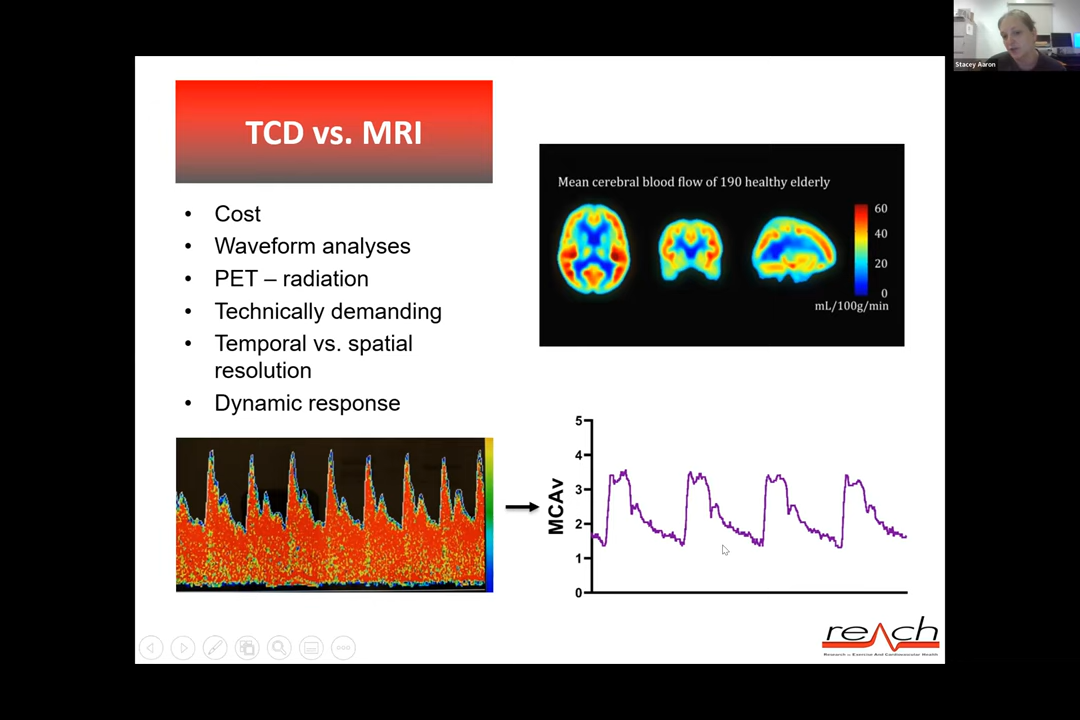 Stacey Aaron
TCD vs. MRI
• Cost
• Waveform analyses
• PET – radiation
• Technically demanding
• Temporal vs. spatial
resolution
• Dynamic response
Mean cerebral blood flow of 190 healthy elderly
60
40
20
0
mL/100g/min
5
4
3
2
1
0
MCAv
reach
Research in Exercise And Cardiovascular Health